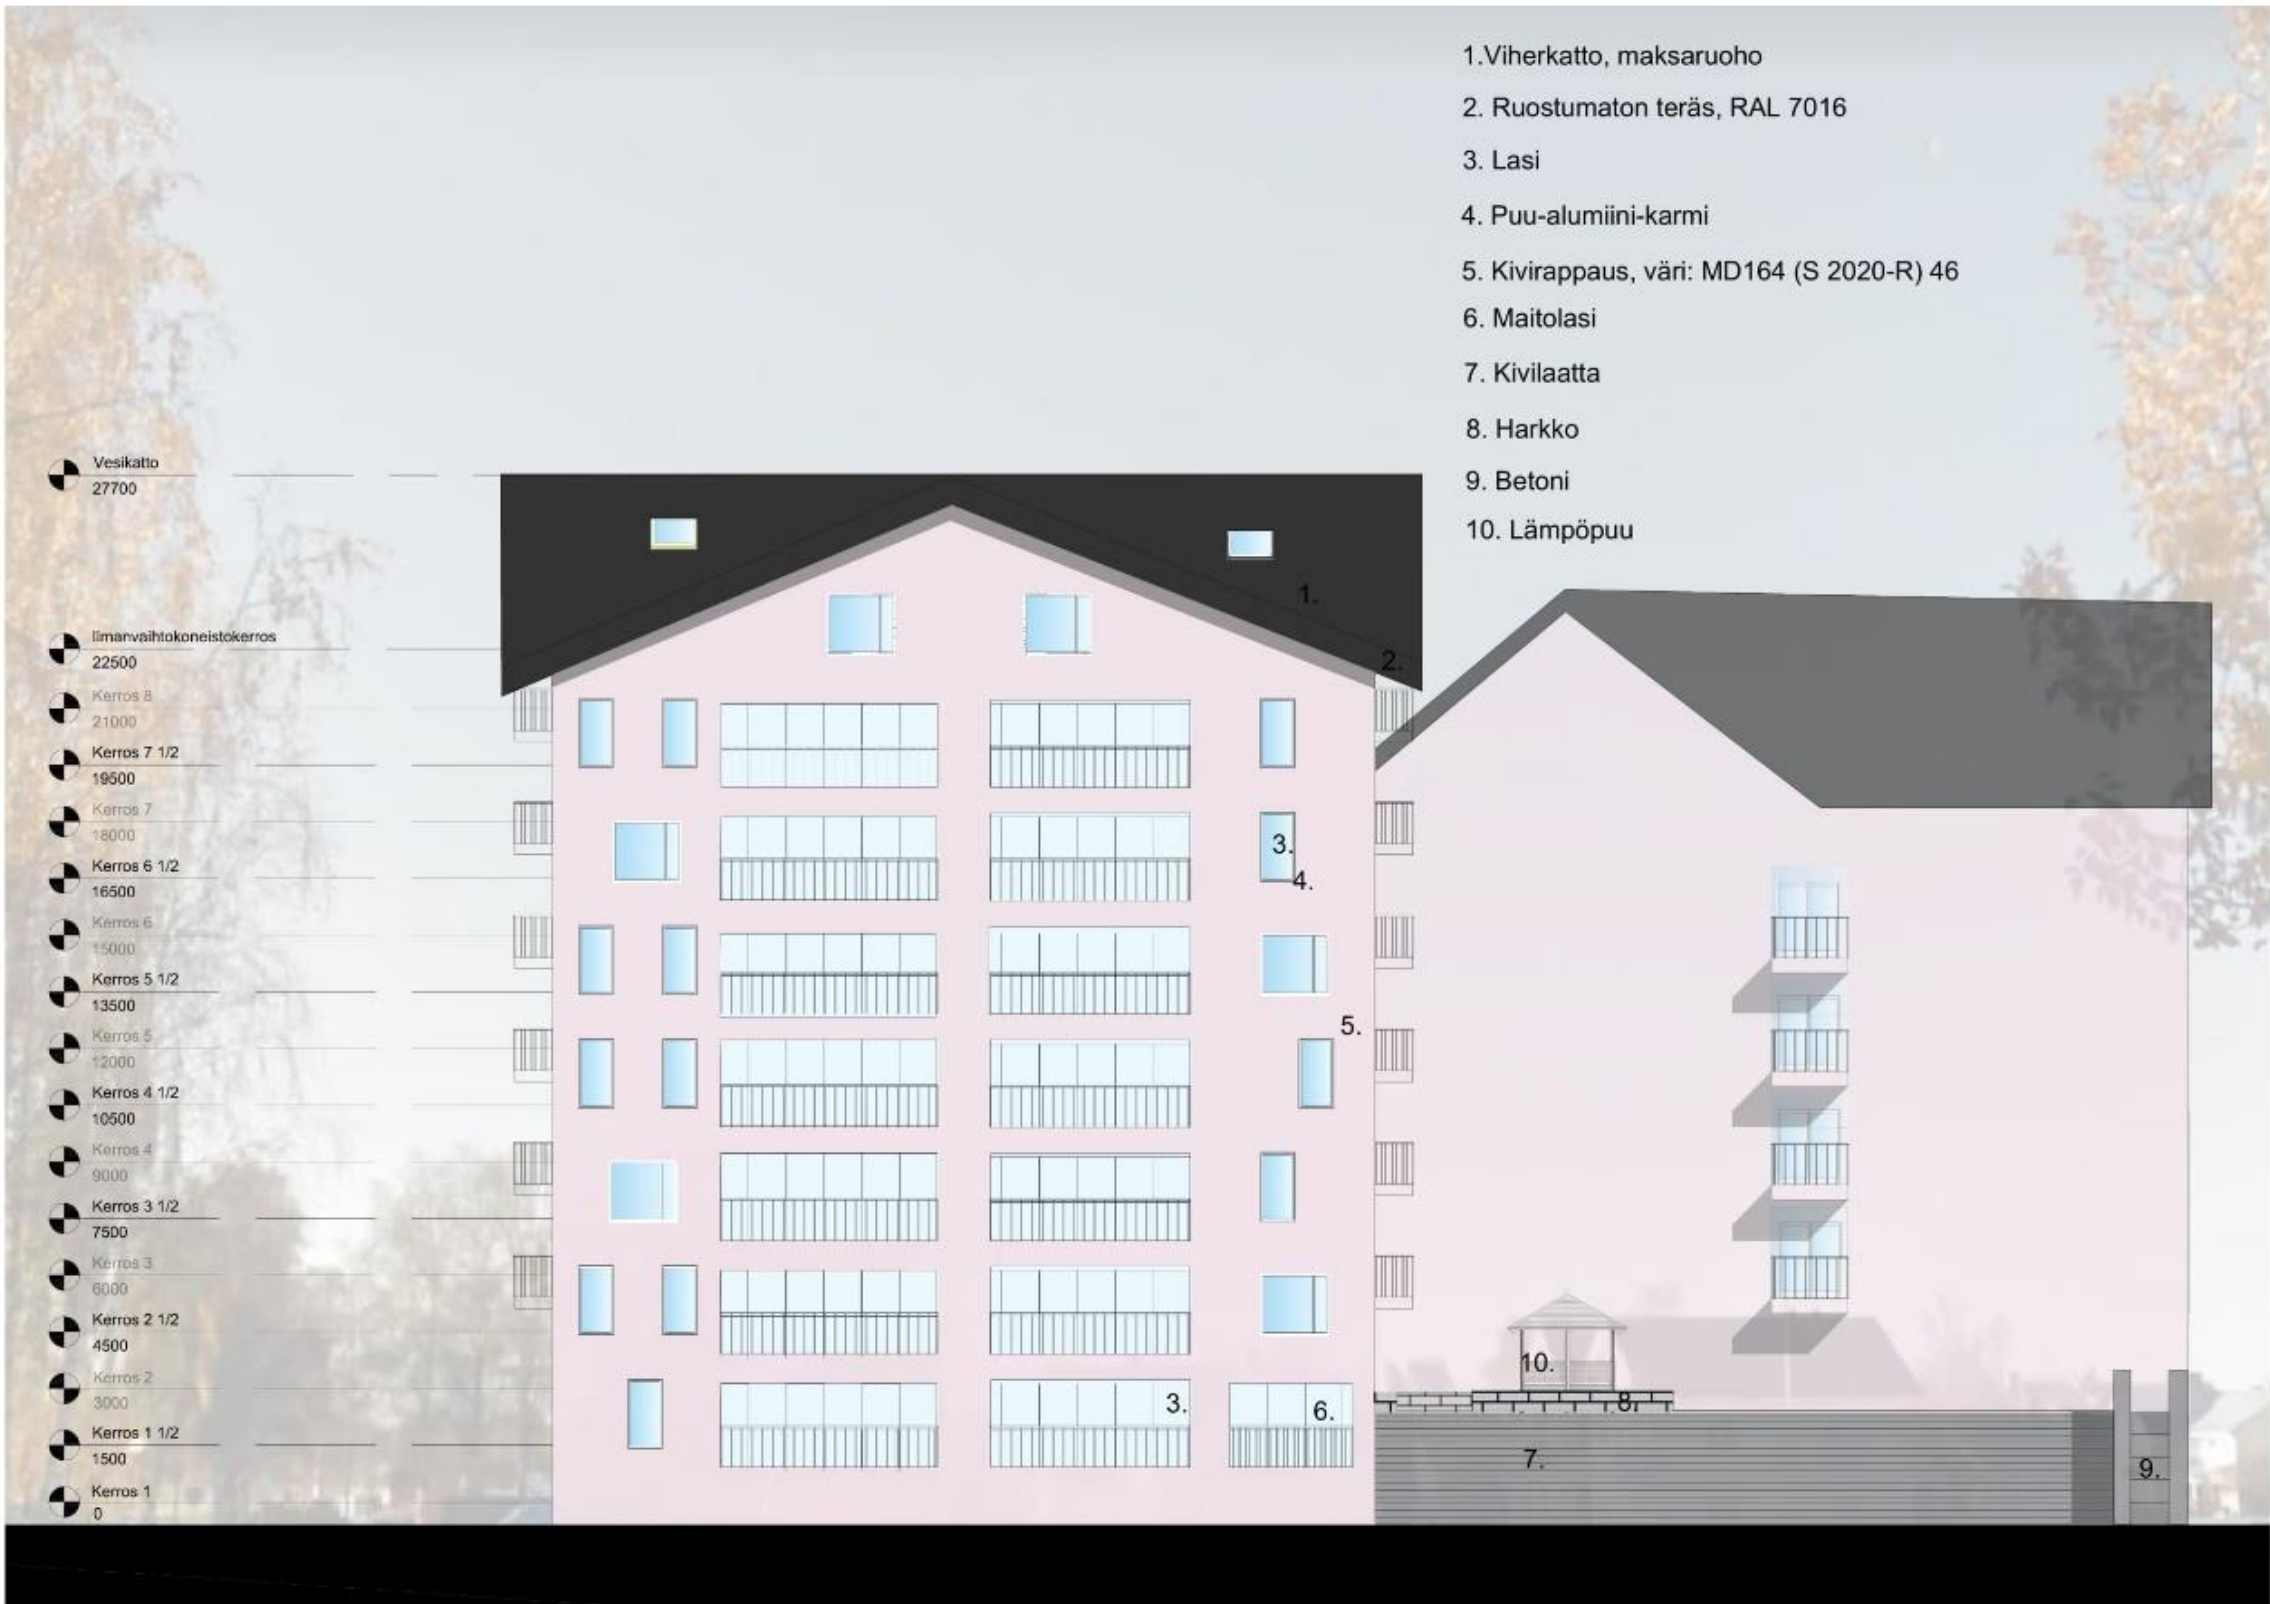 1.Viherkatto, maksaruoho
2. Ruostumaton teräs, RAL 7016
3. Lasi
4. Puu-alumiini-karmi
5. Kivirappaus, väri: MD164 (S 2020-R) 46
6. Maitolasi
7. Kivilaatta
8. Harkko
9. Betoni
10. Lämpöpuu
Vesikatto
27700
Ilmanvaihtokoneistokerros
22500
Kerros 8
21000
Kerros 7 1/2
19500
Kerros 7
18000
Kerros 6 1/2
16500
Kerros 6
15000
Kerros 5 1/2
13500
Kerros 5
12000
Kerros 4 1/2
10500
Kerros 4
9000
Kerros 3 1/2
7500
Kerros 3
6000
Kerros 2 1/2
4500
Kerros 2
3000
Kerros 1 1/2
1500
Kerros 1
0
1.
2.
3.
4.
5.
10.
3.
6.
8.
7.
9.